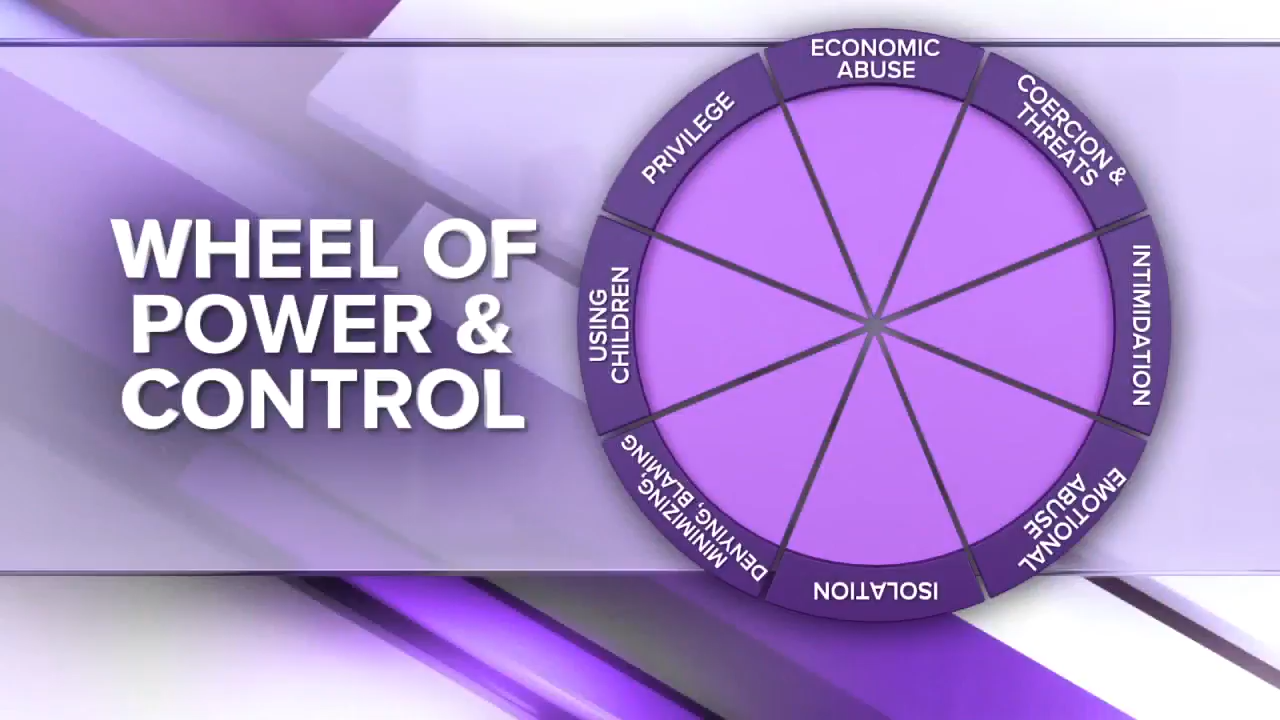 WHEEL OF
POWER &
CONTROL
ECONOMIC
ABUSE
COERCION &
THREATS
INTIMIDATION
EMOTIONAL
ABUSE
ISOLATION
MINIMIZING,
DENYING, BLAMING
USING
CHILDREN
PRIVILEGE